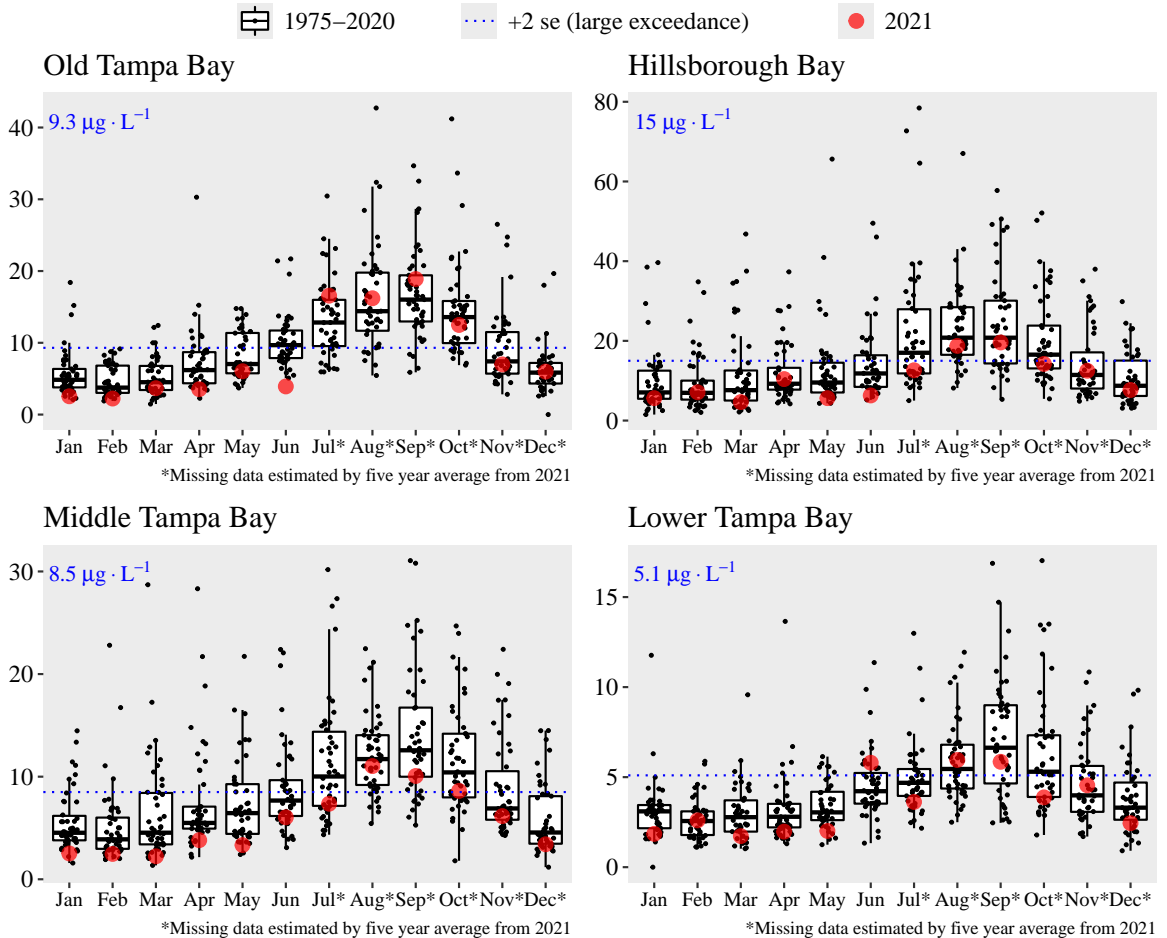 1975−2020 +2 se (large exceedance) 2021
Old Tampa Bay
9.3 μg · L⁻¹
40
30
20
10
0
Jan Feb Mar Apr May Jun Jul* Aug* Sep* Oct* Nov* Dec*
*Missing data estimated by five year average from 2021
Hillsborough Bay
15 μg · L⁻¹
80
60
40
20
0
Jan Feb Mar Apr May Jun Jul* Aug* Sep* Oct* Nov* Dec*
*Missing data estimated by five year average from 2021
Middle Tampa Bay
8.5 μg · L⁻¹
30
20
10
0
Jan Feb Mar Apr May Jun Jul* Aug* Sep* Oct* Nov* Dec*
*Missing data estimated by five year average from 2021
Lower Tampa Bay
5.1 μg · L⁻¹
15
10
5
0
Jan Feb Mar Apr May Jun Jul* Aug* Sep* Oct* Nov* Dec*
*Missing data estimated by five year average from 2021